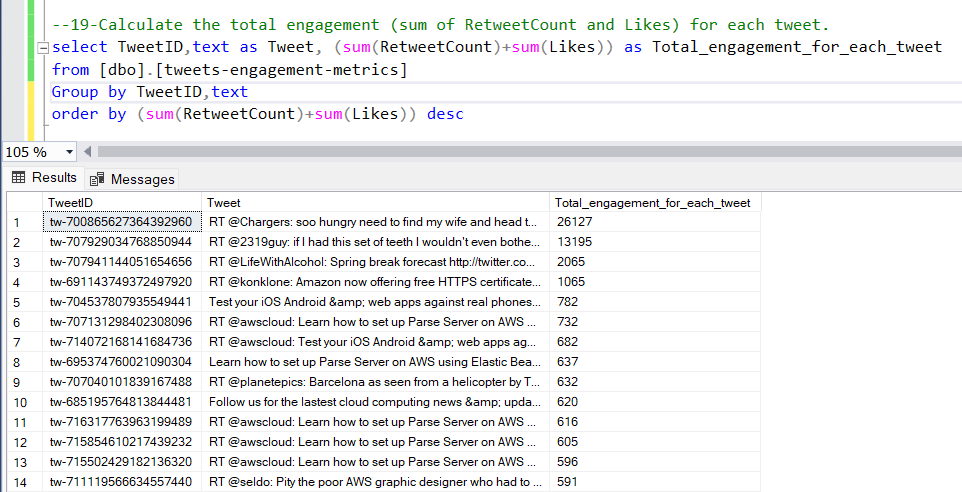 --19-Calculate the total engagement (sum of RetweetCount and Likes) for each tweet.
select TweetID,text as Tweet, (sum(RetweetCount)+sum(Likes)) as Total_engagement_for_each_tweet
from [dbo].[tweets-engagement-metrics]
Group by TweetID,text
order by (sum(RetweetCount)+sum(Likes)) desc
105 %
Results Messages
TweetID Tweet Total_engagement_for_each_tweet
1 tw-700865627364392960 RT @Chargers: soo hungry need to find my wife and head t... 26127
2 tw-707929034768850944 RT @2319guy: if I had this set of teeth I wouldn't even bothe... 13195
3 tw-707941144051654656 RT @LifeWithAlcohol: Spring break forecast http://twitter.co... 2065
4 tw-691143749372497920 RT @konklone: Amazon now offering free HTTPS certificate... 1065
5 tw-704537807935549441 Test your iOS Android &amp; web apps against real phones... 782
6 tw-707131298402308096 RT @awscloud: Learn how to set up Parse Server on AWS ... 732
7 tw-714072168141684736 RT @awscloud: Test your iOS Android &amp; web apps ag... 682
8 tw-695374760021090304 Learn how to set up Parse Server on AWS using Elastic Bea... 637
9 tw-707040101839167488 RT @planetepics: Barcelona as seen from a helicopter by T... 632
10 tw-685195764813844481 Follow us for the lastest cloud computing news &amp; upda... 620
11 tw-716317763963199489 RT @awscloud: Learn how to set up Parse Server on AWS ... 616
12 tw-715854610217439232 RT @awscloud: Learn how to set up Parse Server on AWS ... 605
13 tw-715502429182136320 RT @awscloud: Learn how to set up Parse Server on AWS ... 596
14 tw-711119566634557440 RT @seldo: Pity the poor AWS graphic designer who had to ... 591